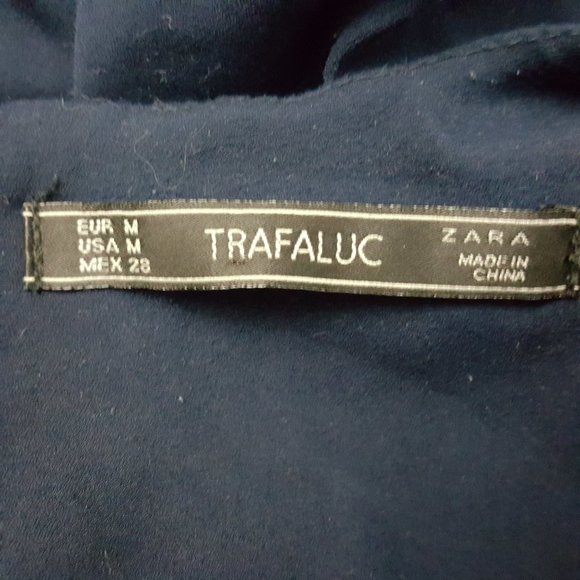 EUR M
USA M
MEX 28
TRAFALUC
ZARA
MADE IN
CHINA